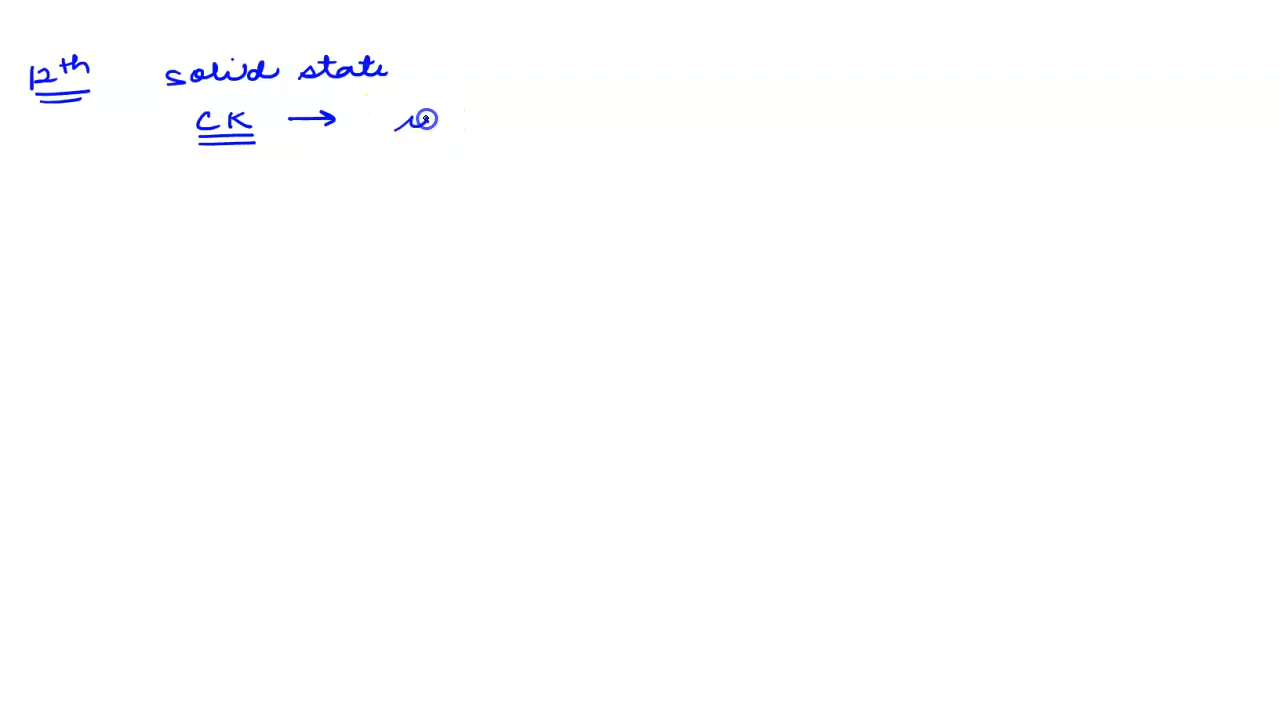 12th solid state
CK →